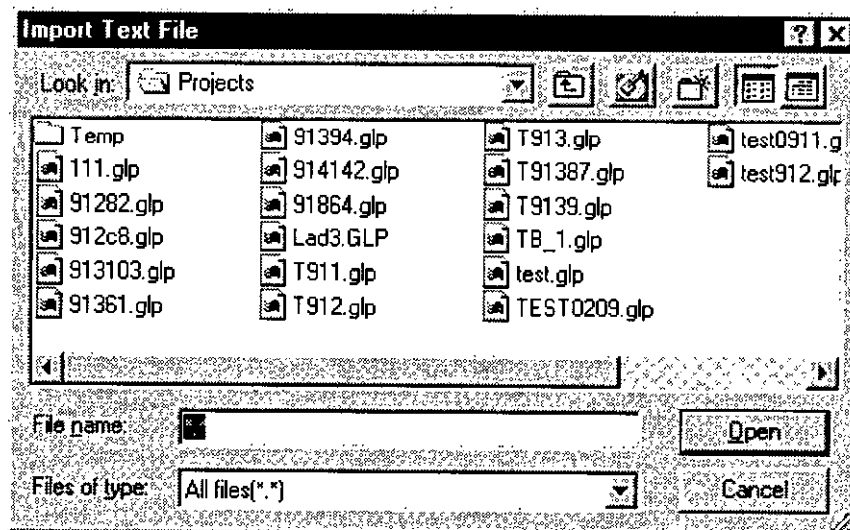 Import Text File
Look in: Projects
Temp
111.glp
91282.glp
912c8.glp
913103.glp
91361.glp
91394.glp
914142.glp
91864.glp
Lad3.GLP
T911.glp
T912.glp
T913.glp
T91387.glp
T9139.glp
TB_1.glp
test.glp
TEST0209.glp
test0911.g
test912.glp
File name: *.*
Open
Files of type: All files(*.*)
Cancel